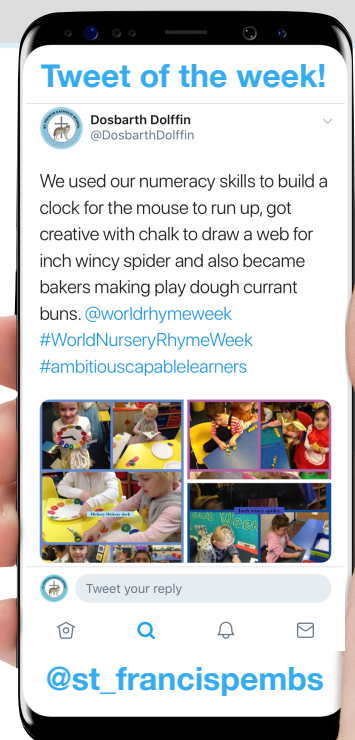 Tweet of the week!
Dosbarth Dolffin
@DosbarthDolffin
We used our numeracy skills to build a
clock for the mouse to run up, got
creative with chalk to draw a web for
inch wincy spider and also became
bakers making play dough currant
buns. @worldrhymeweek
#WorldNurseryRhymeWeek
#ambitiouscapablelearners
Hickory Dickory clock
Inch wincy spider
Tweet your reply
@st_francispembs